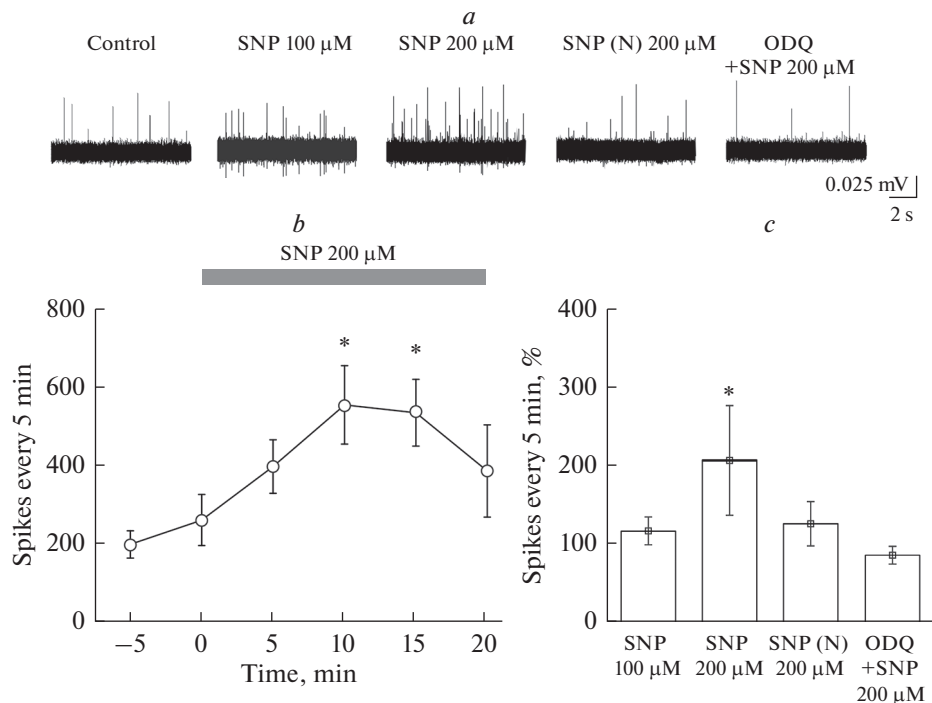 a
Control
SNP 100 μM
SNP 200 μM
SNP (N) 200 μM
ODQ
+SNP 200 μM
0.025 mV
2 s
b
SNP 200 μM
800
600
400
200
0
Spikes every 5 min
* *
−5 0 5 10 15 20
Time, min
c
400
300
200
100
0
Spikes every 5 min, %
*
SNP
100 μM
SNP
200 μM
SNP (N)
200 μM
ODQ
+SNP
200 μM